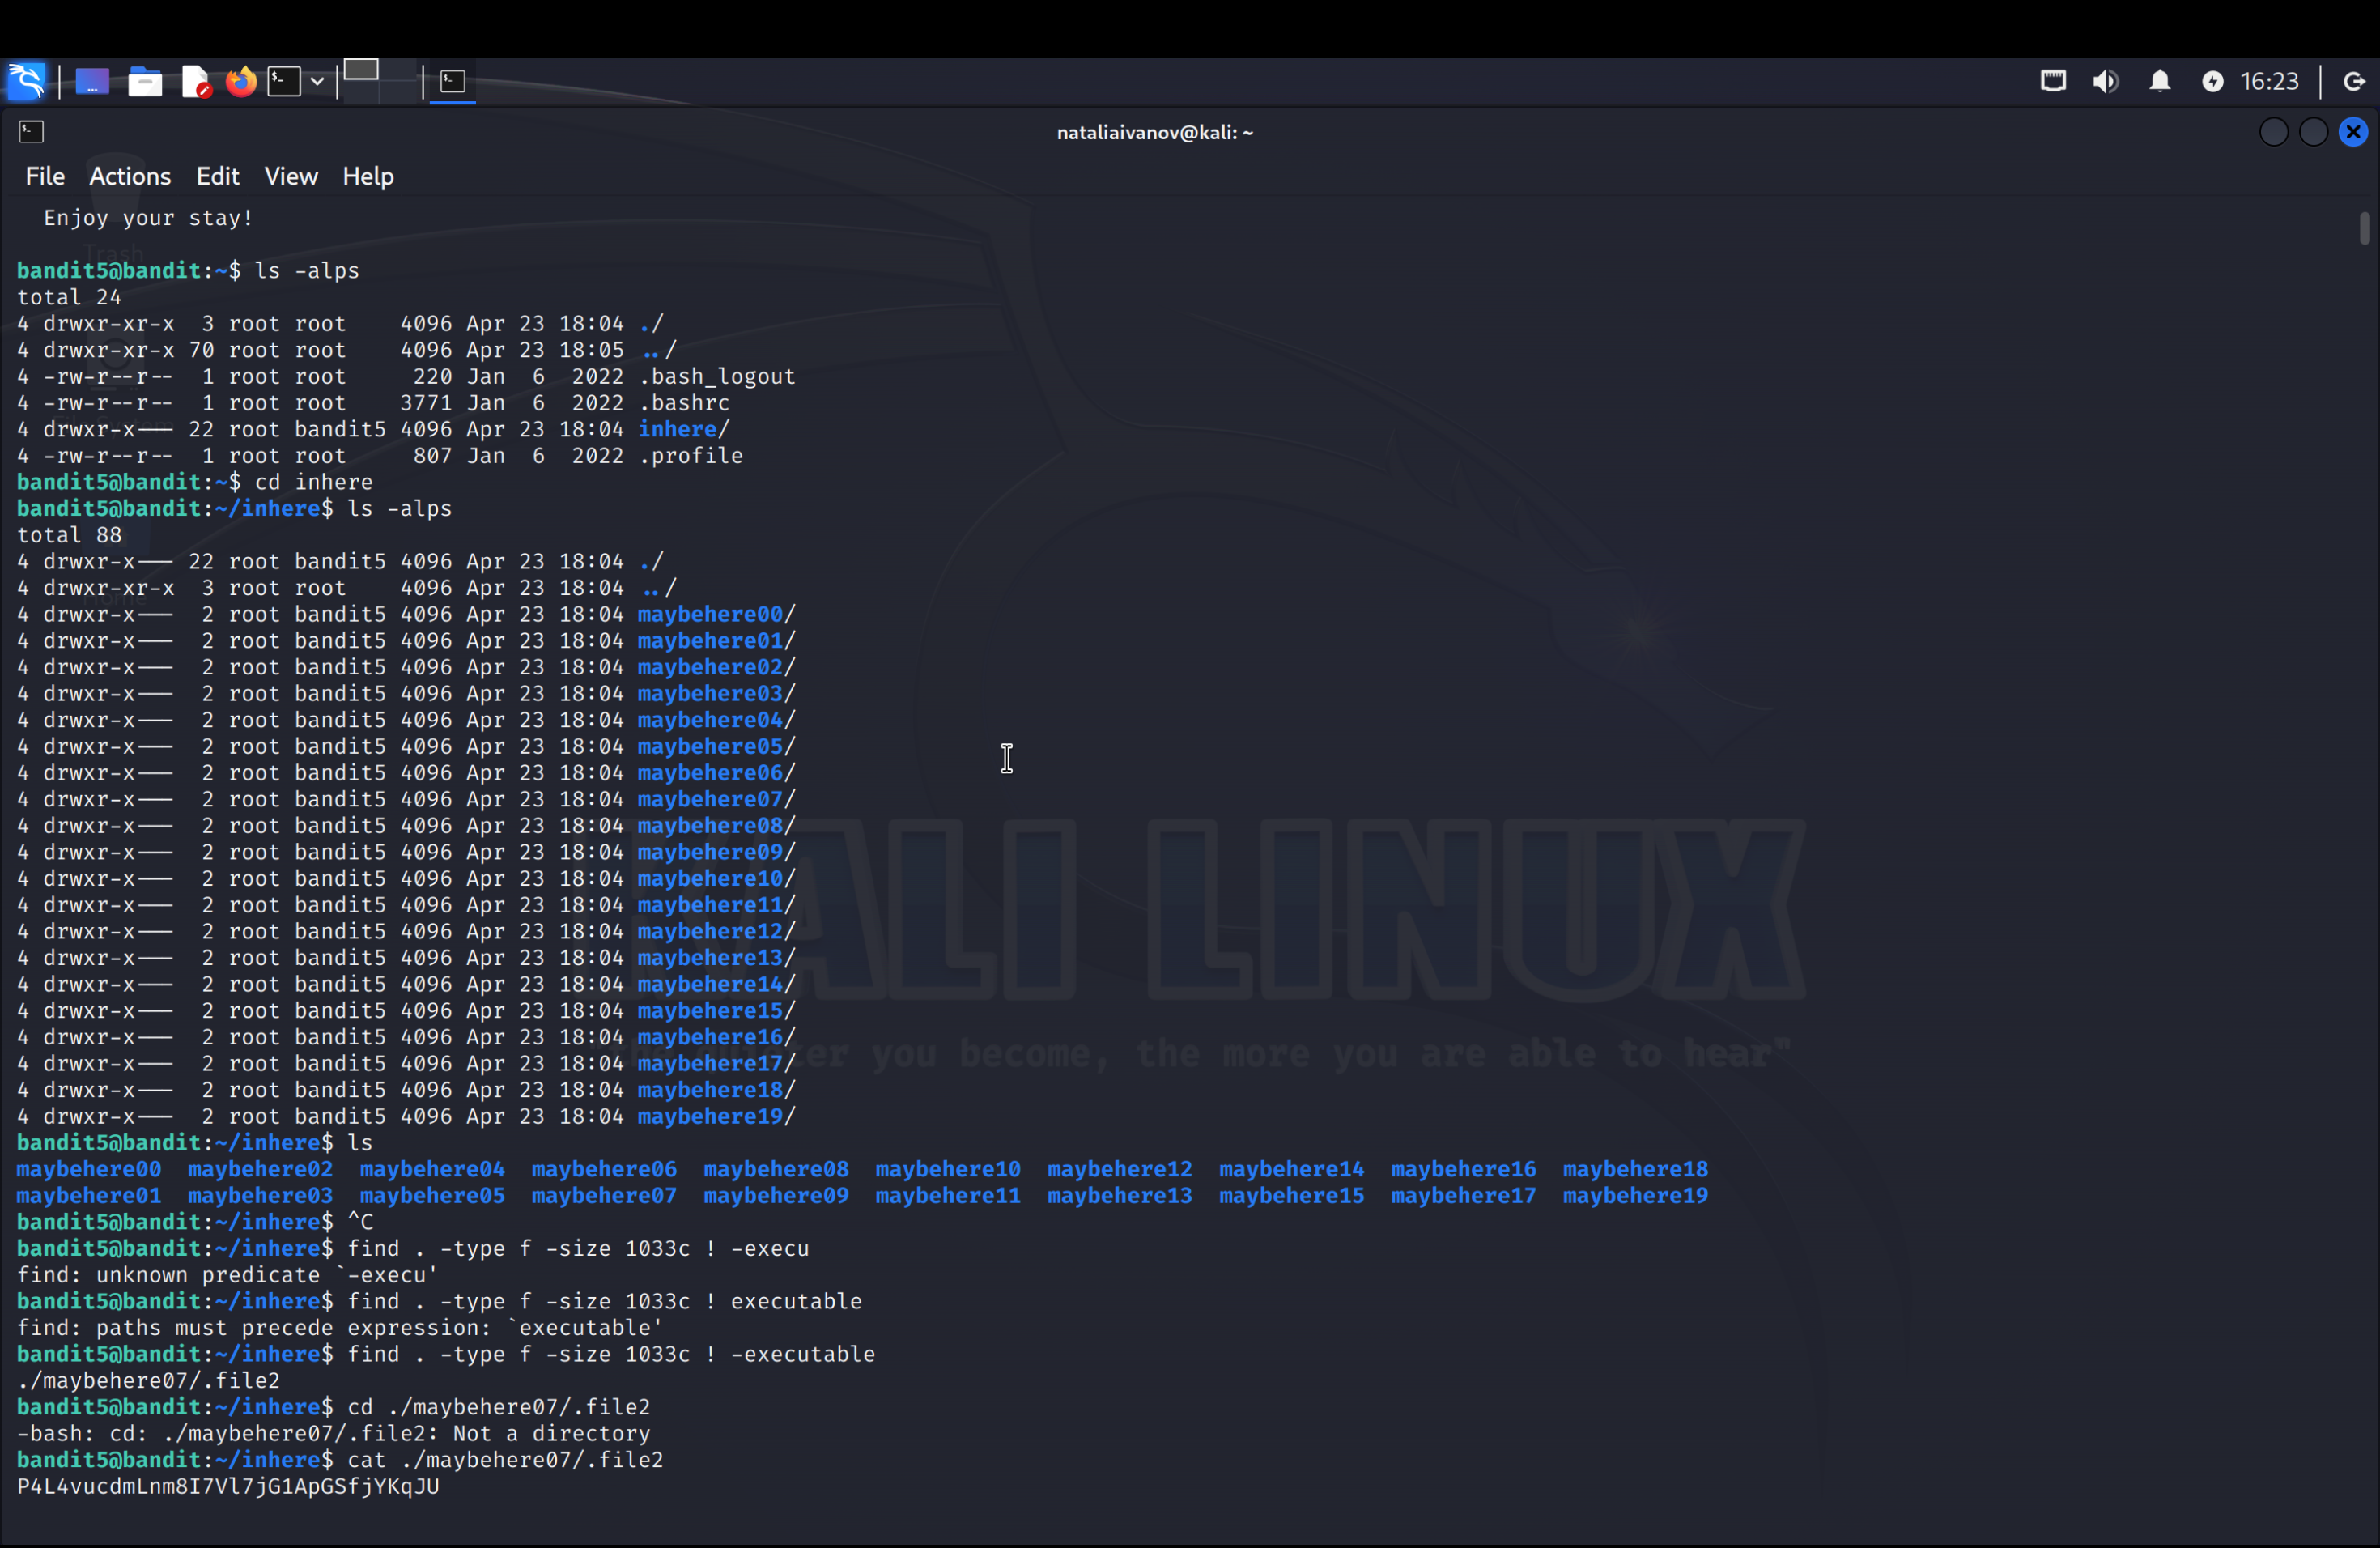 16:23
nataliaivanov@kali: ~
File Actions Edit View Help
Enjoy your stay!
Trash
bandit5@bandit:~$ ls -alps
total 24
4 drwxr-xr-x  3 root root    4096 Apr 23 18:04 ./
4 drwxr-xr-x 70 root root    4096 Apr 23 18:05 ../
4 -rw-r--r--  1 root root     220 Jan  6  2022 .bash_logout
4 -rw-r--r--  1 root root    3771 Jan  6  2022 .bashrc
4 drwxr-x--- 22 root bandit5 4096 Apr 23 18:04 inhere/
4 -rw-r--r--  1 root root     807 Jan  6  2022 .profile
bandit5@bandit:~$ cd inhere
bandit5@bandit:~/inhere$ ls -alps
total 88
4 drwxr-x--- 22 root bandit5 4096 Apr 23 18:04 ./
4 drwxr-xr-x  3 root root    4096 Apr 23 18:04 ../
4 drwxr-x---  2 root bandit5 4096 Apr 23 18:04 maybehere00/
4 drwxr-x---  2 root bandit5 4096 Apr 23 18:04 maybehere01/
4 drwxr-x---  2 root bandit5 4096 Apr 23 18:04 maybehere02/
4 drwxr-x---  2 root bandit5 4096 Apr 23 18:04 maybehere03/
4 drwxr-x---  2 root bandit5 4096 Apr 23 18:04 maybehere04/
4 drwxr-x---  2 root bandit5 4096 Apr 23 18:04 maybehere05/
4 drwxr-x---  2 root bandit5 4096 Apr 23 18:04 maybehere06/
4 drwxr-x---  2 root bandit5 4096 Apr 23 18:04 maybehere07/
4 drwxr-x---  2 root bandit5 4096 Apr 23 18:04 maybehere08/
4 drwxr-x---  2 root bandit5 4096 Apr 23 18:04 maybehere09/
4 drwxr-x---  2 root bandit5 4096 Apr 23 18:04 maybehere10/
4 drwxr-x---  2 root bandit5 4096 Apr 23 18:04 maybehere11/
4 drwxr-x---  2 root bandit5 4096 Apr 23 18:04 maybehere12/
4 drwxr-x---  2 root bandit5 4096 Apr 23 18:04 maybehere13/
4 drwxr-x---  2 root bandit5 4096 Apr 23 18:04 maybehere14/
4 drwxr-x---  2 root bandit5 4096 Apr 23 18:04 maybehere15/
4 drwxr-x---  2 root bandit5 4096 Apr 23 18:04 maybehere16/
4 drwxr-x---  2 root bandit5 4096 Apr 23 18:04 maybehere17/
4 drwxr-x---  2 root bandit5 4096 Apr 23 18:04 maybehere18/
4 drwxr-x---  2 root bandit5 4096 Apr 23 18:04 maybehere19/
KALI LINUX
you become, the more you are able to hear"
bandit5@bandit:~/inhere$ ls
maybehere00  maybehere02  maybehere04  maybehere06  maybehere08  maybehere10  maybehere12  maybehere14  maybehere16  maybehere18
maybehere01  maybehere03  maybehere05  maybehere07  maybehere09  maybehere11  maybehere13  maybehere15  maybehere17  maybehere19
bandit5@bandit:~/inhere$ ^C
bandit5@bandit:~/inhere$ find . -type f -size 1033c ! -execu
find: unknown predicate `-execu'
bandit5@bandit:~/inhere$ find . -type f -size 1033c ! executable
find: paths must precede expression: `executable'
bandit5@bandit:~/inhere$ find . -type f -size 1033c ! -executable
./maybehere07/.file2
bandit5@bandit:~/inhere$ cd ./maybehere07/.file2
-bash: cd: ./maybehere07/.file2: Not a directory
bandit5@bandit:~/inhere$ cat ./maybehere07/.file2
P4L4vucdmLnm8I7Vl7jG1ApGSfjYKqJU